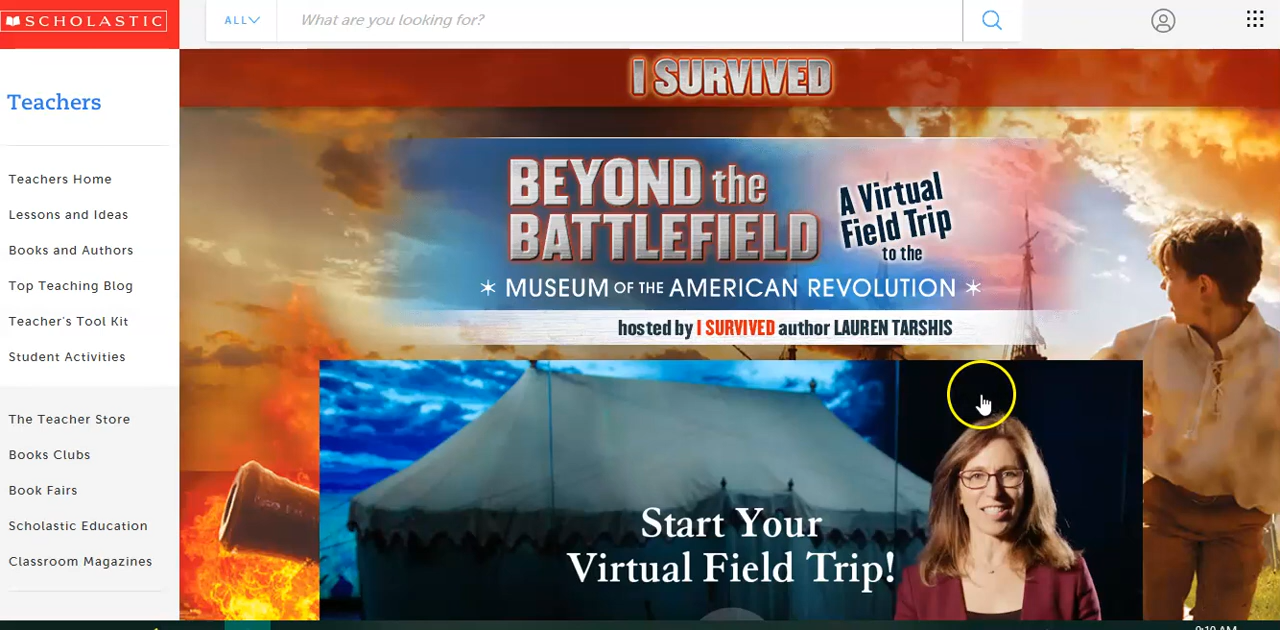 SCHOLASTIC
ALL
What are you looking for?
Teachers
Teachers Home
Lessons and Ideas
Books and Authors
Top Teaching Blog
Teacher's Tool Kit
Student Activities
The Teacher Store
Books Clubs
Book Fairs
Scholastic Education
Classroom Magazines
I SURVIVED
BEYOND the
BATTLEFIELD
A Virtual
Field Trip
to the
MUSEUM OF THE AMERICAN REVOLUTION
hosted by I SURVIVED author LAUREN TARSHIS
Start Your
Virtual Field Trip!